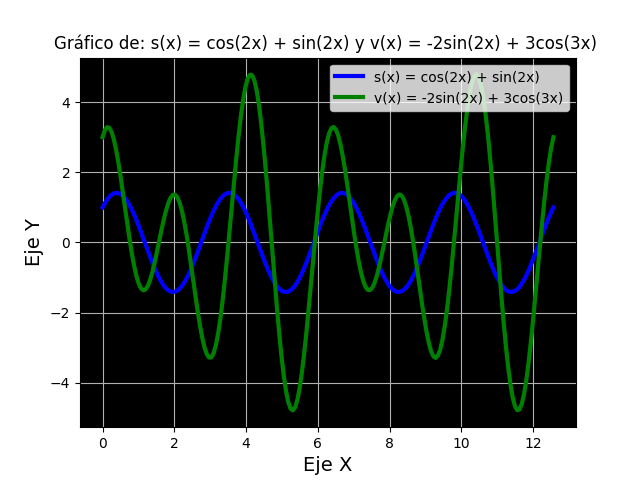 Gráfico de: s(x) = cos(2x) + sin(2x) y v(x) = -2sin(2x) + 3cos(3x)
s(x) = cos(2x) + sin(2x)
v(x) = -2sin(2x) + 3cos(3x)
4
2
0
−2
−4
Eje Y
0 2 4 6 8 10 12
Eje X